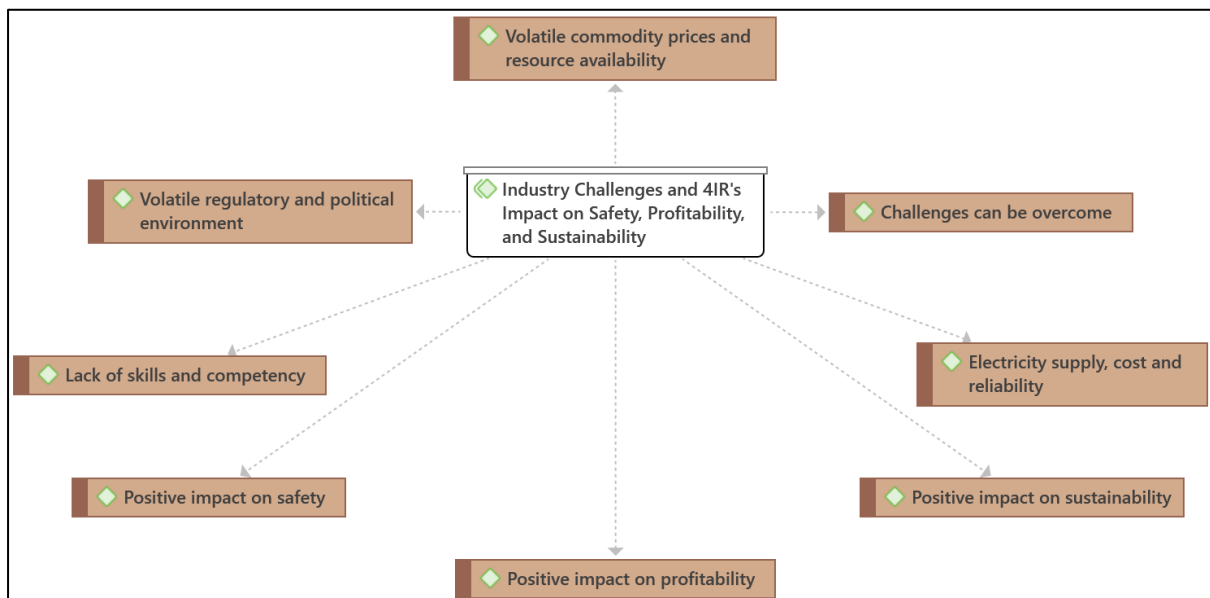 Volatile commodity prices and
resource availability
Volatile regulatory and political
environment
Industry Challenges and 4IR's
Impact on Safety, Profitability,
and Sustainability
Challenges can be overcome
Lack of skills and competency
Electricity supply, cost and
reliability
Positive impact on safety
Positive impact on sustainability
Positive impact on profitability